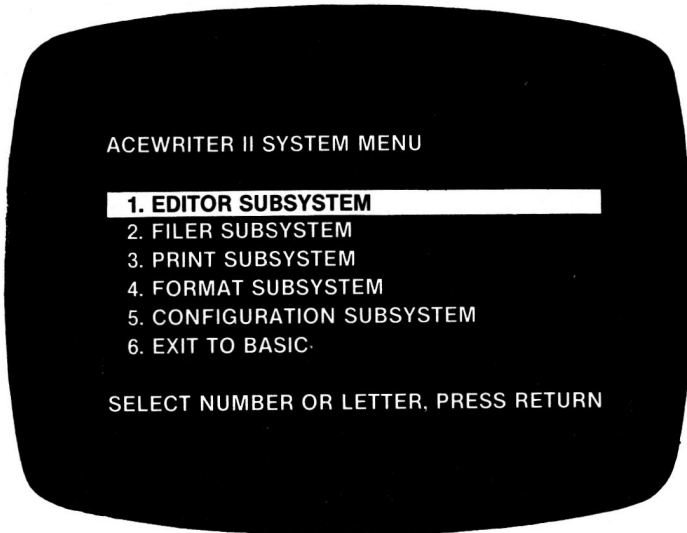 ACEWRITER II SYSTEM MENU
1. EDITOR SUBSYSTEM
2. FILER SUBSYSTEM
3. PRINT SUBSYSTEM
4. FORMAT SUBSYSTEM
5. CONFIGURATION SUBSYSTEM
6. EXIT TO BASIC
SELECT NUMBER OR LETTER, PRESS RETURN